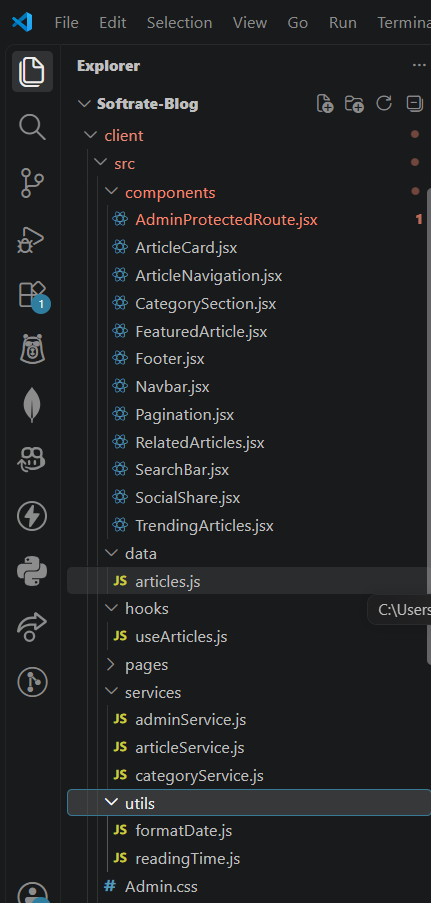 File Edit Selection View Go Run Termina
Explorer
Softrate-Blog
client
src
components
AdminProtectedRoute.jsx 1
ArticleCard.jsx
ArticleNavigation.jsx
CategorySection.jsx
FeaturedArticle.jsx
Footer.jsx
Navbar.jsx
Pagination.jsx
RelatedArticles.jsx
SearchBar.jsx
SocialShare.jsx
TrendingArticles.jsx
data
JS articles.js
hooks
C:\Users
JS useArticles.js
pages
services
JS adminService.js
JS articleService.js
JS categoryService.js
utils
JS formatDate.js
JS readingTime.js
# Admin.css
1